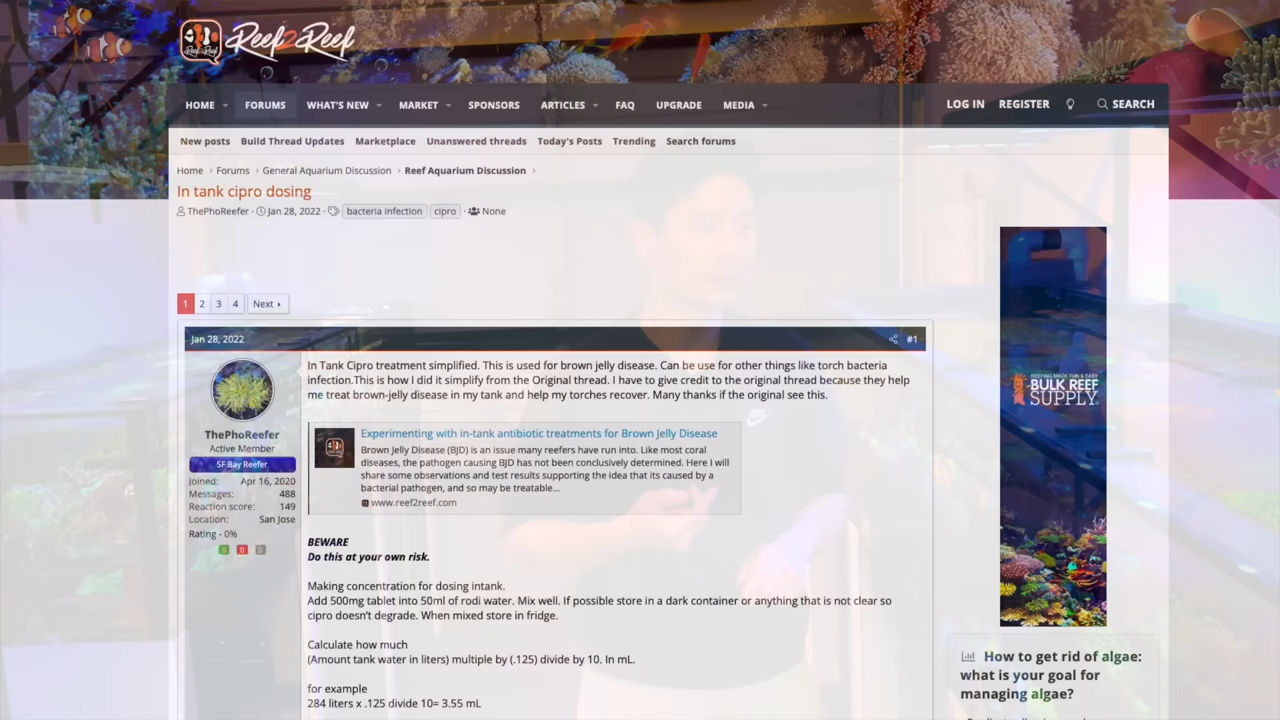 Reef2Reef
HOME FORUMS WHAT'S NEW MARKET SPONSORS ARTICLES FAQ UPGRADE MEDIA LOG IN REGISTER SEARCH
New posts Build Thread Updates Marketplace Unanswered threads Today's Posts Trending Search forums
Home › Forums › General Aquarium Discussion › Reef Aquarium Discussion ›
In tank cipro dosing
ThePhoReefer · Jan 28, 2022 · bacteria infection cipro · None
1 2 3 4 Next
Jan 28, 2022 #1
ThePhoReefer
Active Member
SF Bay Reefer
Joined: Apr 16, 2020
Messages: 488
Reaction score: 149
Location: San Jose
Rating - 0%
0 0 0
In Tank Cipro treatment simplified. This is used for brown jelly disease. Can be use for other things like torch bacteria
infection.This is how I did it simplify from the Original thread. I have to give credit to the original thread because they help
me treat brown-jelly disease in my tank and help my torches recover. Many thanks if the original see this.
Experimenting with in-tank antibiotic treatments for Brown Jelly Disease
Brown Jelly Disease (BJD) is an issue many reefers have run into. Like most coral
diseases, the pathogen causing BJD has not been conclusively determined. Here I will
share some observations and test results supporting the idea that its caused by a
bacterial pathogen, and so may be treatable...
www.reef2reef.com
BEWARE
Do this at your own risk.
Making concentration for dosing intank.
Add 500mg tablet into 50ml of rodi water. Mix well. If possible store in a dark container or anything that is not clear so
cipro doesn't degrade. When mixed store in fridge.
Calculate how much
(Amount tank water in liters) multiple by (.125) divide by 10. In mL.
for example
284 liters x .125 divide 10= 3.55 mL
REEFING MADE FUN & EASY
BULK REEF
SUPPLY
How to get rid of algae:
what is your goal for
managing algae?